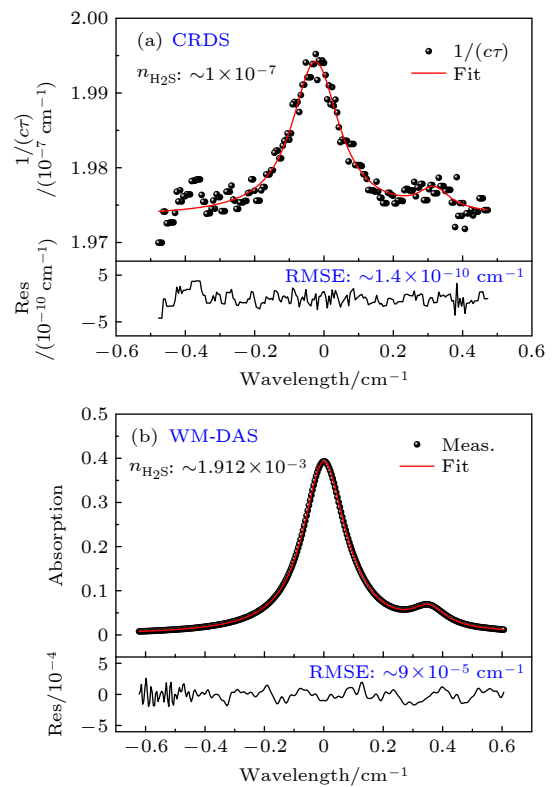 2.00
(a) CRDS
1/(cτ)
n_H₂S: ~1×10⁻⁷
Fit
1.99
1.98
1.97
1/(cτ)
/(10⁻⁷ cm⁻¹)
RMSE: ~1.4×10⁻¹⁰ cm⁻¹
5
−5
Res
/(10⁻¹⁰ cm⁻¹)
−0.6 −0.4 −0.2 0 0.2 0.4 0.6
Wavelength/cm⁻¹
0.5
(b) WM-DAS
Meas.
n_H₂S: ~1.912×10⁻³
Fit
0.4
0.3
0.2
0.1
0
Absorption
RMSE: ~9×10⁻⁵ cm⁻¹
5
0
−5
Res/10⁻⁴
−0.6 −0.4 −0.2 0 0.2 0.4 0.6
Wavelength/cm⁻¹